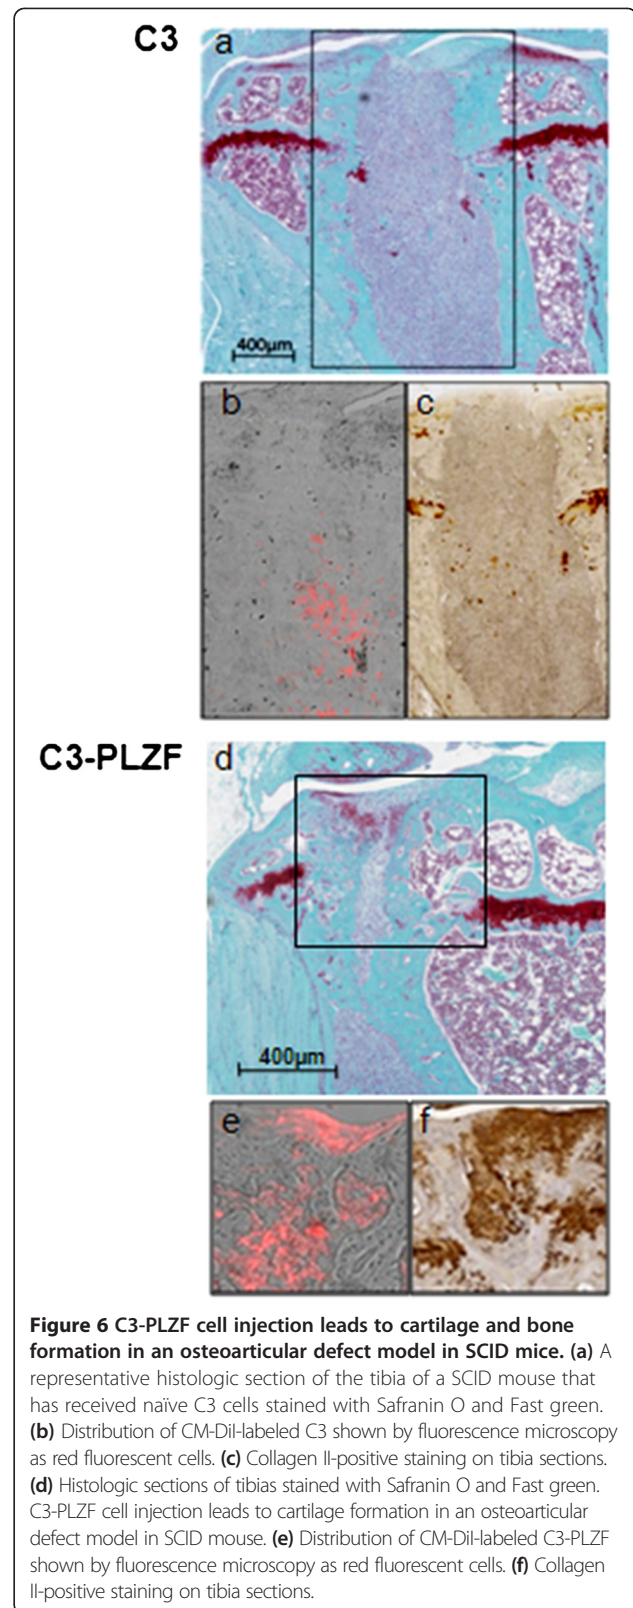 C3
a
400µm
b
c
C3-PLZF
d
400µm
e
f
Figure 6 C3-PLZF cell injection leads to cartilage and bone
formation in an osteoarticular defect model in SCID mice. (a) A
representative histologic section of the tibia of a SCID mouse that
has received naïve C3 cells stained with Safranin O and Fast green.
(b) Distribution of CM-DiI-labeled C3 shown by fluorescence microscopy
as red fluorescent cells. (c) Collagen II-positive staining on tibia sections.
(d) Histologic sections of tibias stained with Safranin O and Fast green.
C3-PLZF cell injection leads to cartilage formation in an osteoarticular
defect model in SCID mouse. (e) Distribution of CM-DiI-labeled C3-PLZF
shown by fluorescence microscopy as red fluorescent cells. (f) Collagen
II-positive staining on tibia sections.